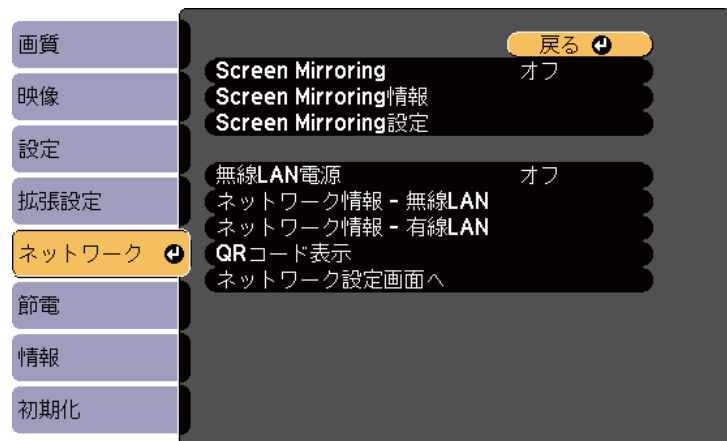 画質
映像
設定
拡張設定
ネットワーク
節電
情報
初期化
戻る
Screen Mirroring オフ
Screen Mirroring情報
Screen Mirroring設定
無線LAN電源 オフ
ネットワーク情報 - 無線LAN
ネットワーク情報 - 有線LAN
QRコード表示
ネットワーク設定画面へ